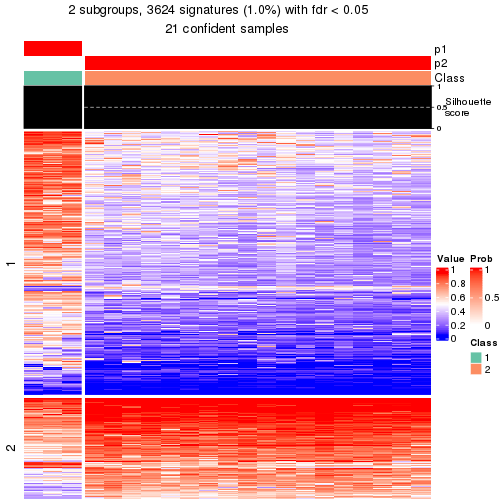 2 subgroups, 3624 signatures (1.0%) with fdr < 0.05
21 confident samples
p1
p2
Class
1
0.5
0
Silhouette
score
1
2
Value
1
0.8
0.6
0.4
0.2
0
Prob
1
0.5
0
Class
1
2